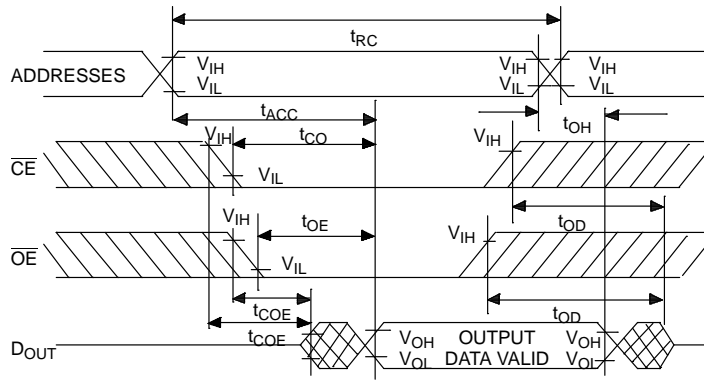 tRC
ADDRESSES VIH VIH VIH
VIL VIL VIL
tACC
tOH
CE VIH tCO VIH
VIL
tOD
OE VIH tOE VIH
VIL
tCOE tOD
tCOE
DOUT VOH OUTPUT VOH
VOL DATA VALID VOL